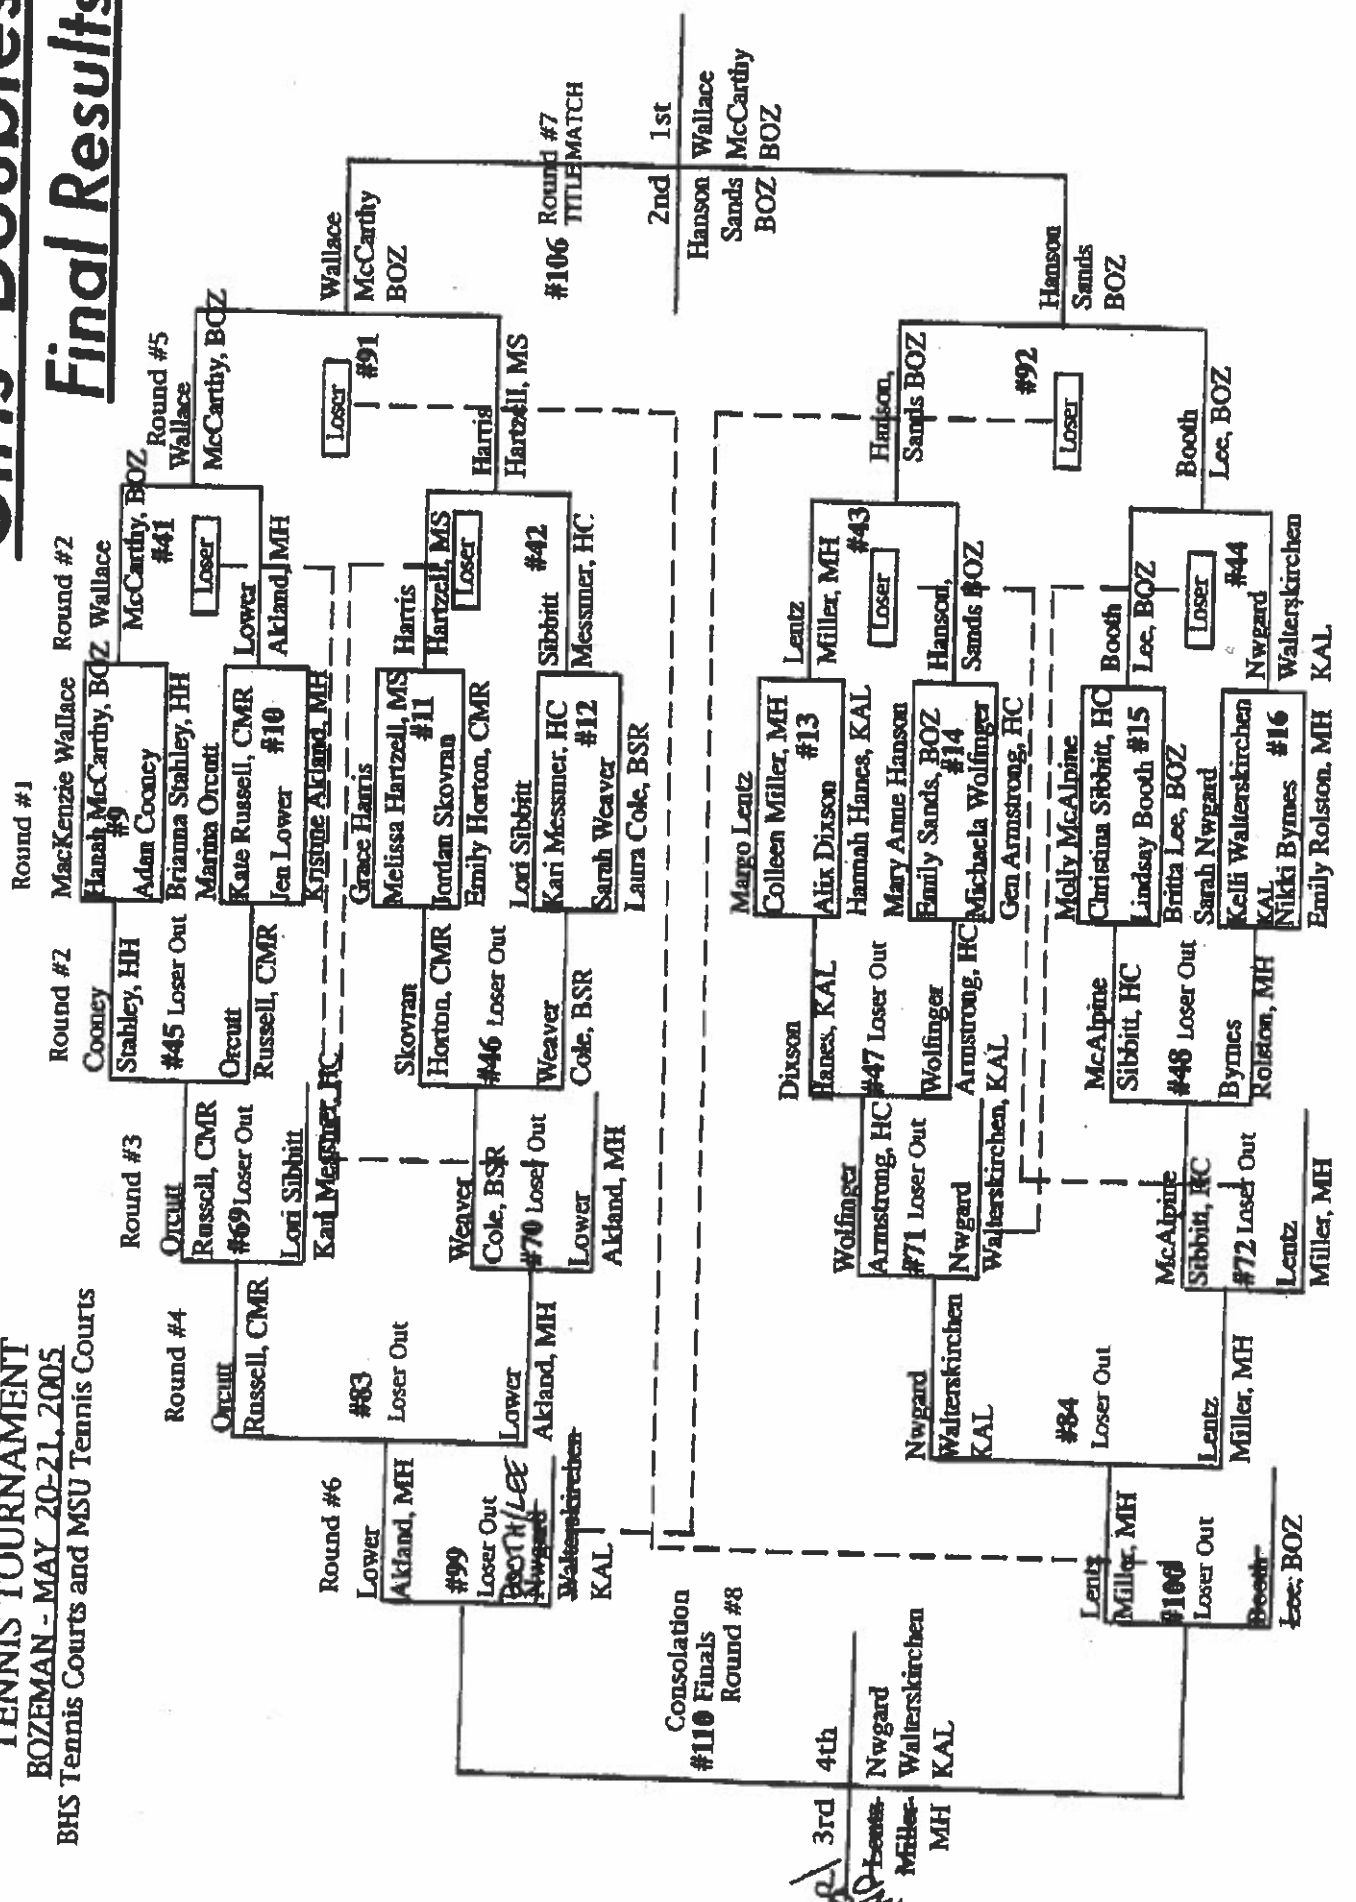 Final Results
TENNIS TOURNAMENT
BOZEMAN - MAY 20-21, 2005
BHS Tennis Courts and MSU Tennis Courts
Round #6
Round #4
Round #3
Round #2
Round #1
Round #2
Round #5
MacKenzie Wallace
Hanah McCarthy, BOZ
#9
Adan Cooney
Brianna Stahley, HH
Marina Orcutt
Kate Russell, CMR
#10
Jen Lower
Kristine Akland, MH
Grace Harris
Melissa Hartzell, MS
#11
Jordan Skovran
Emily Horton, CMR
Lori Sibbitt
Kari Messmer, HC
#12
Sarah Weaver
Laura Cole, BSR
Margo Lentz
Colleen Miller, MH
#13
Alix Dixson
Hannah Hanes, KAL
Mary Anne Hanson
Emily Sands, BOZ
#14
Michaela Wolfinger
Gen Armstrong, HC
Molly McAlpine
Christina Sibbitt, HC
Lindsay Booth #15
Britta Lee, BOZ
Sarah Nwgard
Kelli Walterskirchen
KAL #16
Nikki Byrnes
Emily Rolston, MH
Wallace
McCarthy, BOZ
#41
Loser
Lower
Akland, MH
Harris
Hartzell, MS
Loser
#42
Sibbitt
Messmer, HC
Lentz
Miller, MH
#43
Loser
Hanson,
Sands BOZ
Booth
Lee, BOZ
Loser
#44
Nwgard
Walterskirchen
KAL
Wallace
McCarthy, BOZ
Loser
#91
Harris
Hartzell, MS
Hanson,
Sands BOZ
#92
Loser
Booth
Lee, BOZ
Wallace
McCarthy
BOZ
#106 Round #7
TITLE MATCH
Hanson
Sands
BOZ
2nd 1st
Hanson
Sands
BOZ
Wallace
McCarthy
BOZ
Cooney
Stahley, HH
#45 Loser Out
Orcutt
Russell, CMR
Skovran
Horton, CMR
#46 Loser Out
Weaver
Cole, BSR
Dixson
Hanes, KAL
#47 Loser Out
Wolfinger
Armstrong, HC
McAlpine
Sibbitt, HC
#48 Loser Out
Byrnes
Rolston, MH
Orcutt
Russell, CMR
#69 Loser Out
Lori Sibbitt
Kari Messmer, HC
Weaver
Cole, BSR
#70 Loser Out
Lower
Akland, MH
Wolfinger
Armstrong, HC
#71 Loser Out
Nwgard
Walterskirchen, KAL
McAlpine
Sibbitt, HC
#72 Loser Out
Lentz
Miller, MH
Orcutt
Russell, CMR
#83
Loser Out
Lower
Akland, MH
Nwgard
Walterskirchen
KAL
#84
Loser Out
Lentz
Miller, MH
Lower
Akland, MH
#99
Loser Out
BOOTH/LEE
Nwgard
Walterskirchen
KAL
Lentz
Miller, MH
#100
Loser Out
Booth
Lee, BOZ
Consolation
#110 Finals
Round #8
3rd 4th
Lentz
Miller
MH
Nwgard
Walterskirchen
KAL